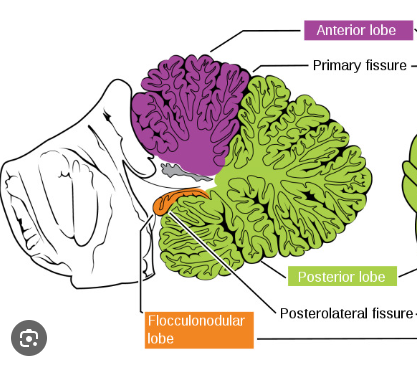 Anterior lobe
Primary fissure
Posterior lobe
Posterolateral fissure
Flocculonodular
lobe